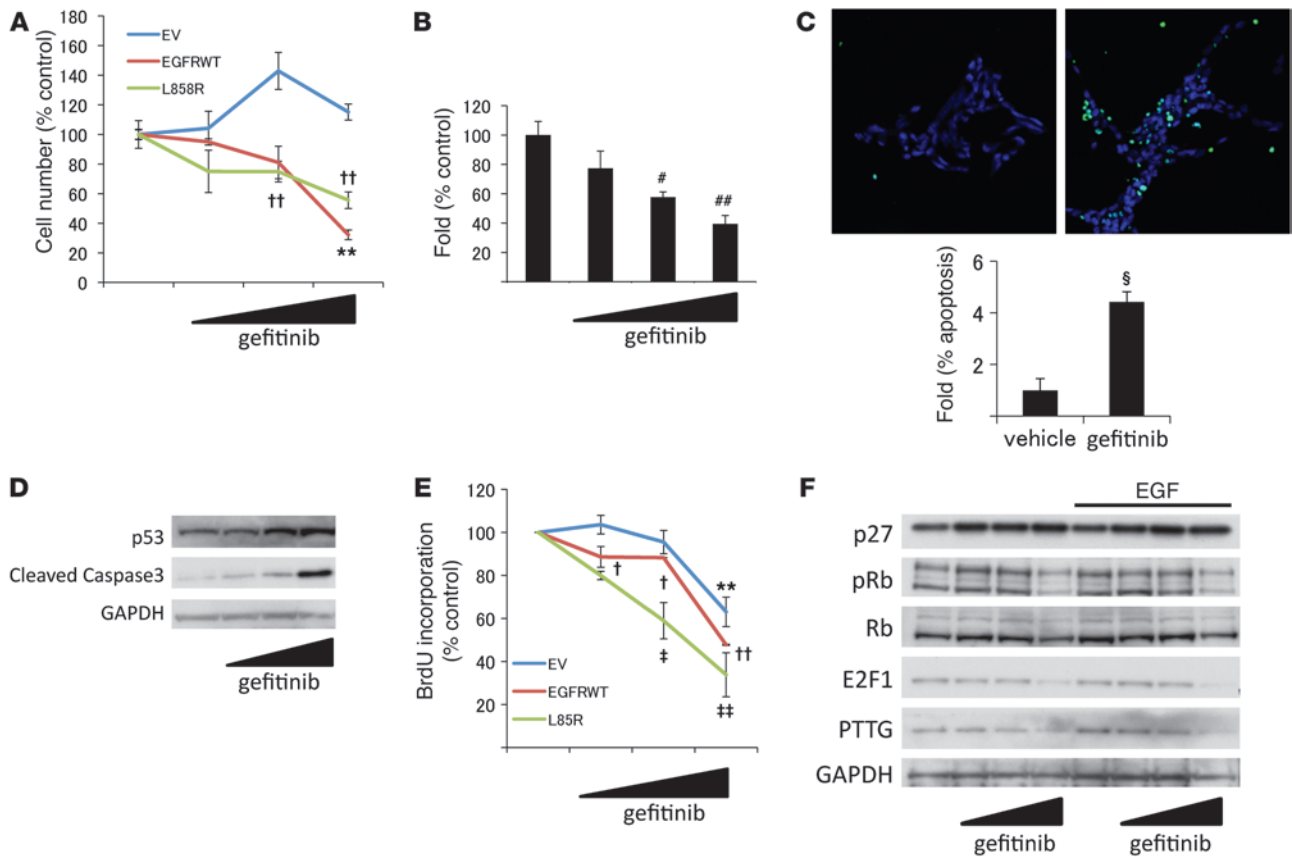 A
Cell number (% control)
180
160
140
120
100
80
60
40
20
0
EV
EGFRWT
L858R
††
††
**
gefitinib
B
Fold (% control)
120
100
80
60
40
20
#
##
gefitinib
C
Fold (% apoptosis)
6
4
2
§
vehicle gefitinib
D
p53
Cleaved Caspase3
GAPDH
gefitinib
E
BrdU incorporation
(% control)
120
100
80
60
40
20
†
†
**
‡
††
‡‡
EV
EGFRWT
L85R
gefitinib
F
EGF
p27
pRb
Rb
E2F1
PTTG
GAPDH
gefitinib gefitinib